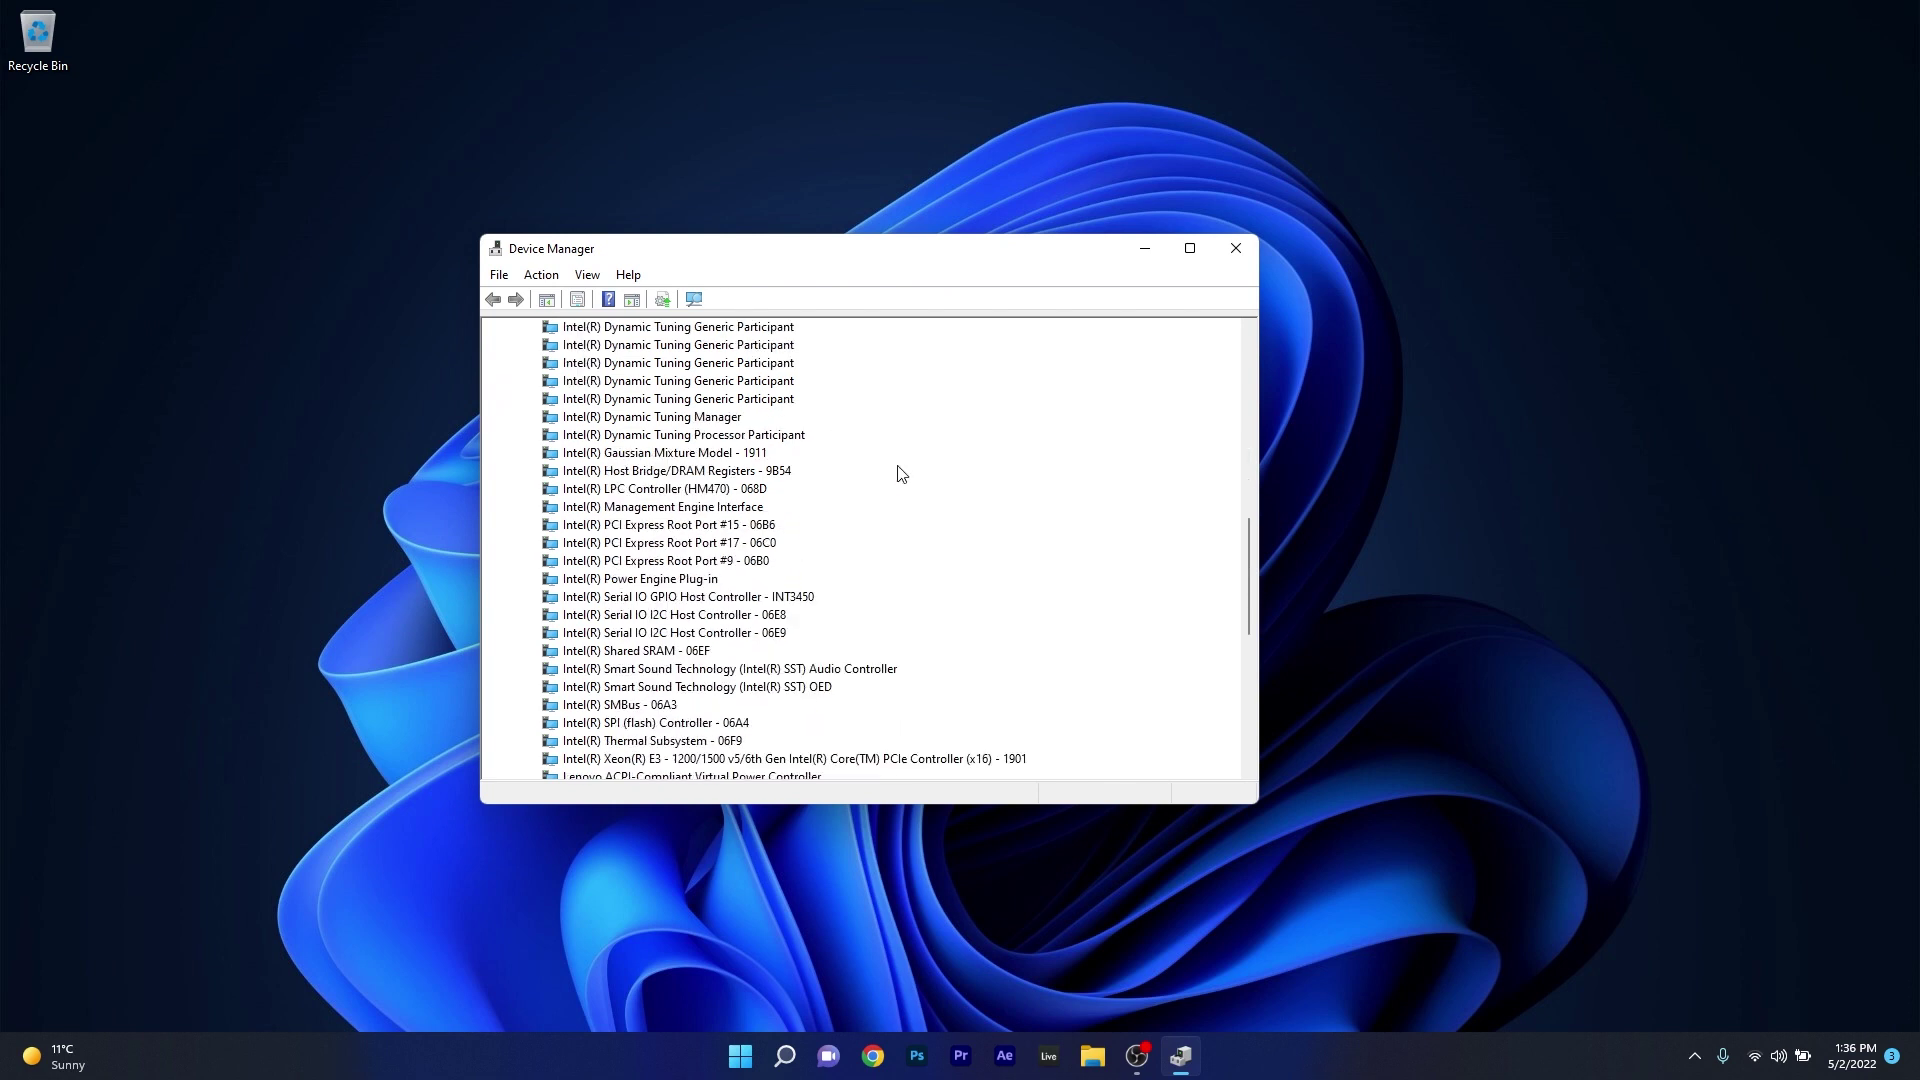 Recycle Bin
Device Manager
File Action View Help
?
Intel(R) Dynamic Tuning Generic Participant
Intel(R) Dynamic Tuning Generic Participant
Intel(R) Dynamic Tuning Generic Participant
Intel(R) Dynamic Tuning Generic Participant
Intel(R) Dynamic Tuning Generic Participant
Intel(R) Dynamic Tuning Manager
Intel(R) Dynamic Tuning Processor Participant
Intel(R) Gaussian Mixture Model - 1911
Intel(R) Host Bridge/DRAM Registers - 9B54
Intel(R) LPC Controller (HM470) - 068D
Intel(R) Management Engine Interface
Intel(R) PCI Express Root Port #15 - 06B6
Intel(R) PCI Express Root Port #17 - 06C0
Intel(R) PCI Express Root Port #9 - 06B0
Intel(R) Power Engine Plug-in
Intel(R) Serial IO GPIO Host Controller - INT3450
Intel(R) Serial IO I2C Host Controller - 06E8
Intel(R) Serial IO I2C Host Controller - 06E9
Intel(R) Shared SRAM - 06EF
Intel(R) Smart Sound Technology (Intel(R) SST) Audio Controller
Intel(R) Smart Sound Technology (Intel(R) SST) OED
Intel(R) SMBus - 06A3
Intel(R) SPI (flash) Controller - 06A4
Intel(R) Thermal Subsystem - 06F9
Intel(R) Xeon(R) E3 - 1200/1500 v5/6th Gen Intel(R) Core(TM) PCIe Controller (x16) - 1901
Lenovo ACPI-Compliant Virtual Power Controller
11°C
Sunny
Ps Pr Ae Live
1:36 PM
5/2/2022
3